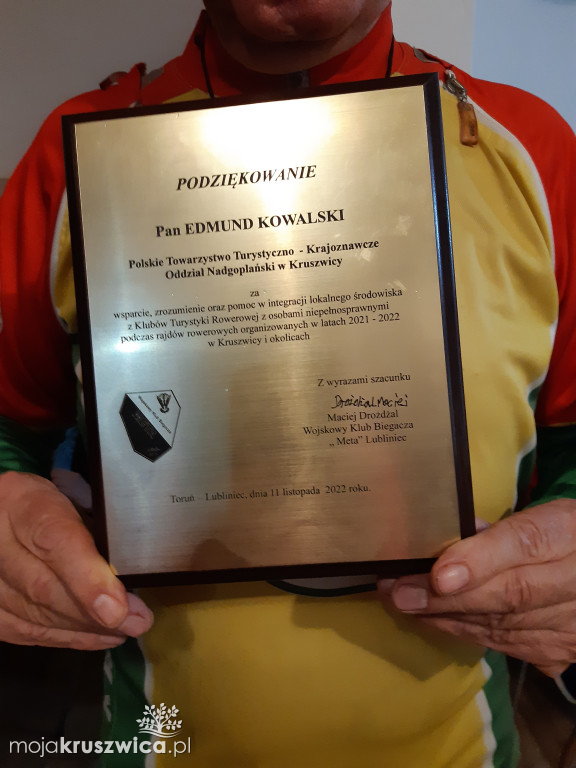 PODZIĘKOWANIE
Pan EDMUND KOWALSKI
Polskie Towarzystwo Turystyczno - Krajoznawcze
Oddział Nadgoplański w Kruszwicy
za
wsparcie, zrozumienie oraz pomoc w integracji lokalnego środowiska
z Klubów Turystyki Rowerowej z osobami niepełnosprawnymi
podczas rajdów rowerowych organizowanych w latach 2021 - 2022
w Kruszwicy i okolicach
Z wyrazami szacunku
Maciej Drożdżal
Wojskowy Klub Biegacza
„ Meta” Lubliniec
Toruń – Lubliniec, dnia 11 listopada 2022 roku.
mojakruszwica.pl